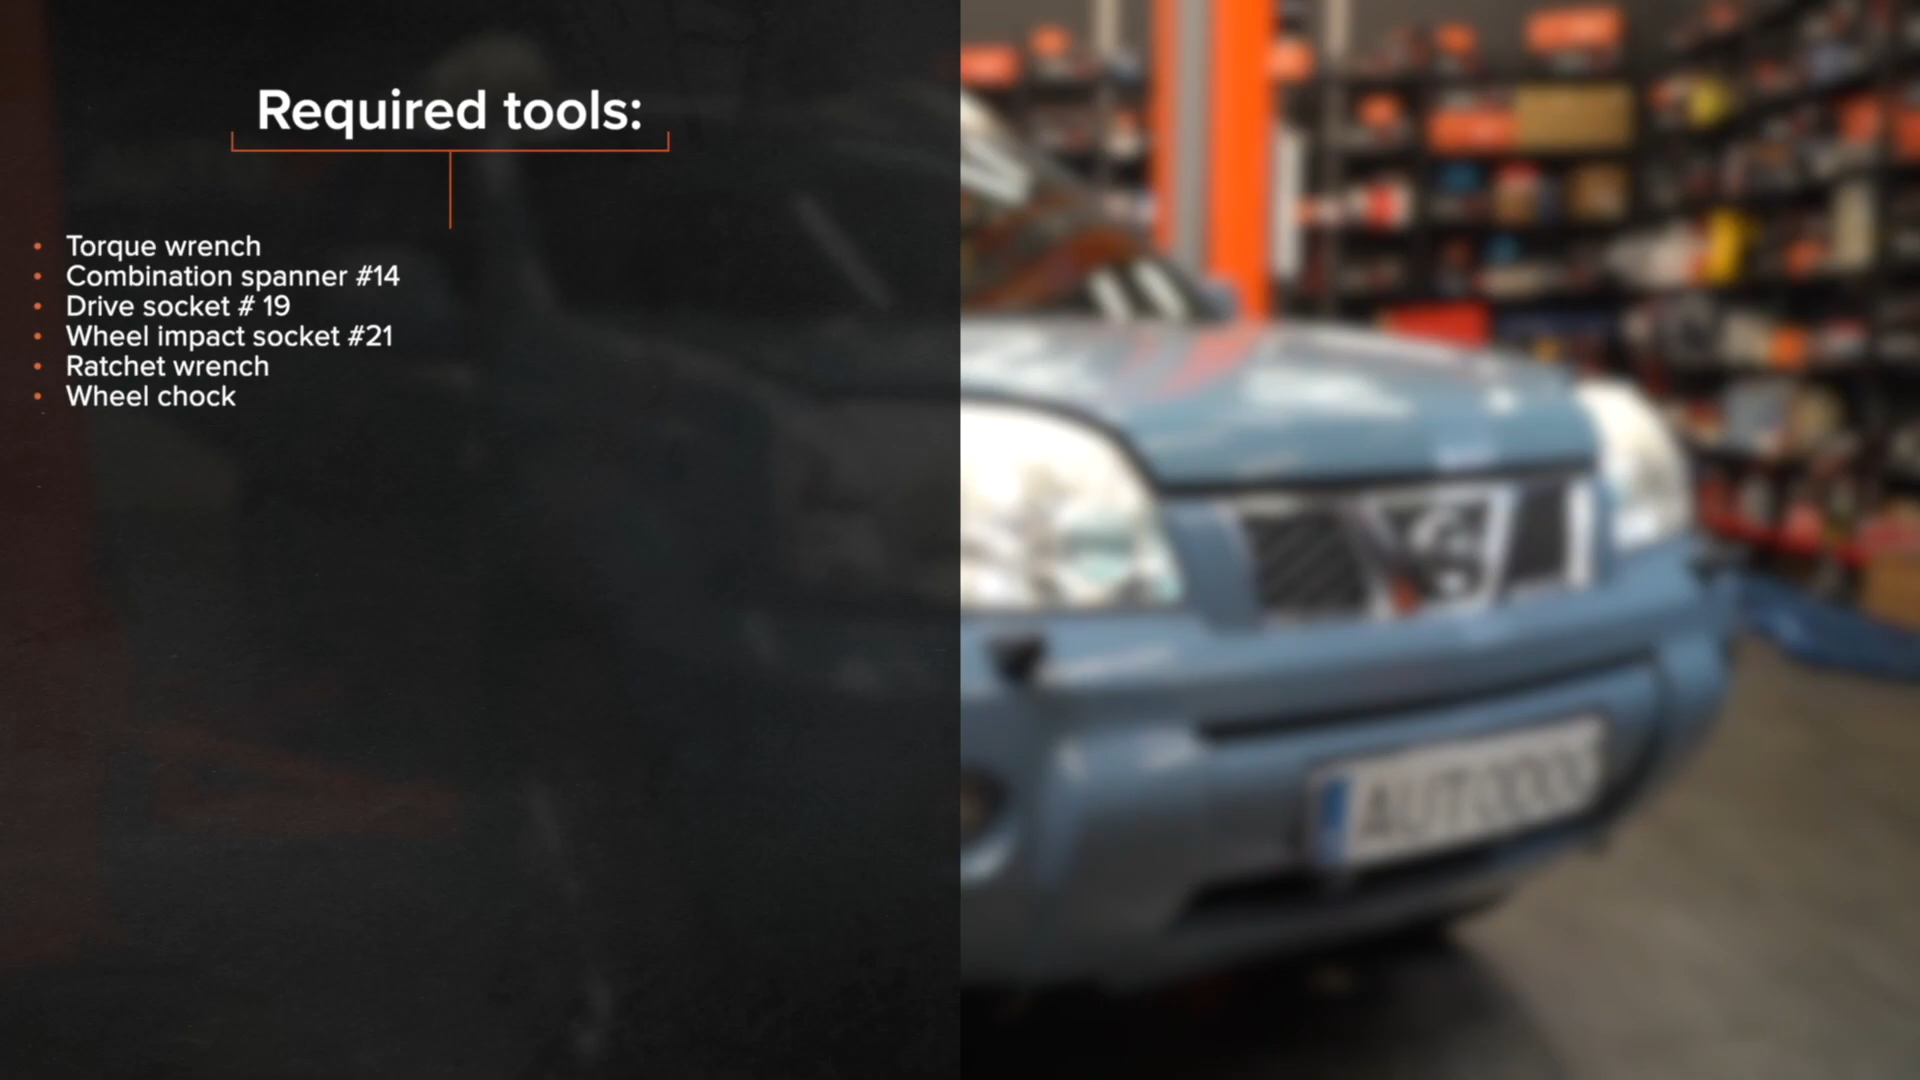 Required tools:
Torque wrench
Combination spanner #14
Drive socket # 19
Wheel impact socket #21
Ratchet wrench
Wheel chock